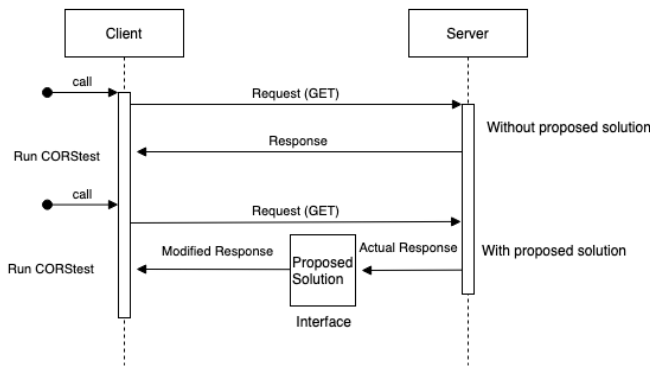 Client
Server
call
Request (GET)
Without proposed solution
Response
Run CORStest
call
Request (GET)
Modified Response
Actual Response
With proposed solution
Run CORStest
Proposed
Solution
Interface